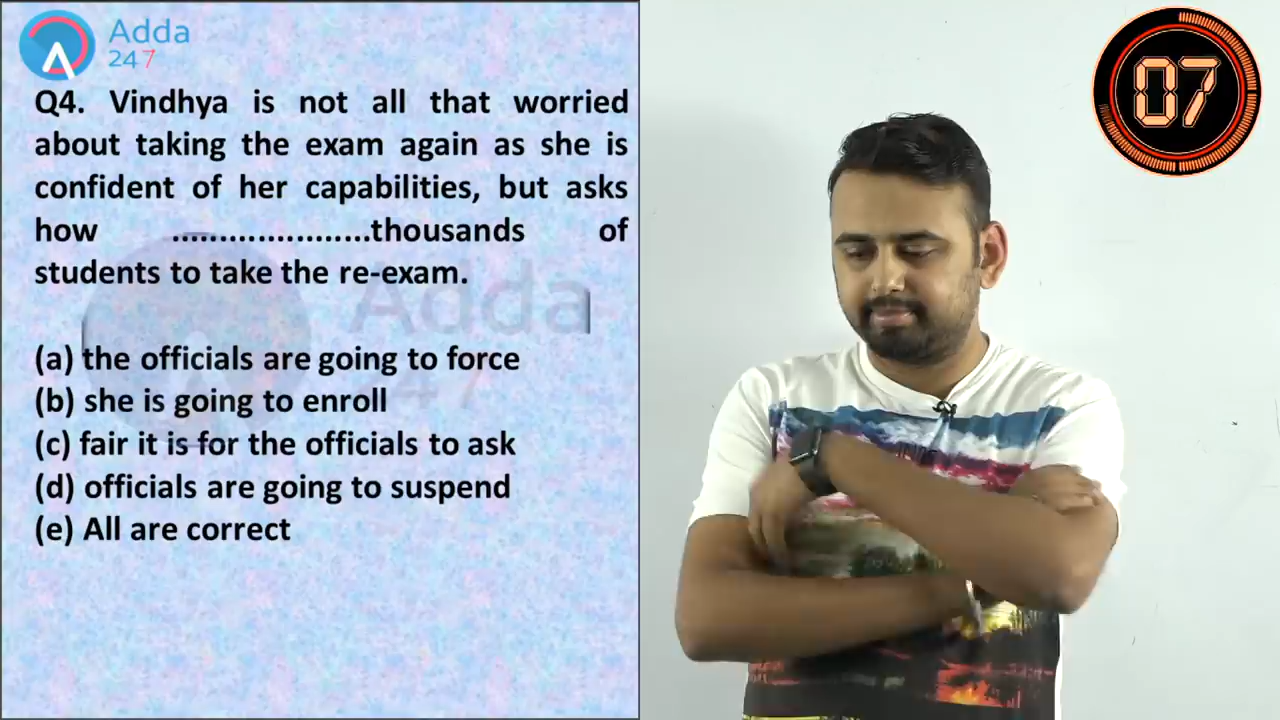 Adda
247
07
Q4. Vindhya is not all that worried
about taking the exam again as she is
confident of her capabilities, but asks
how .....................thousands of
students to take the re-exam.
Adda
(a) the officials are going to force
(b) she is going to enroll
(c) fair it is for the officials to ask
(d) officials are going to suspend
(e) All are correct